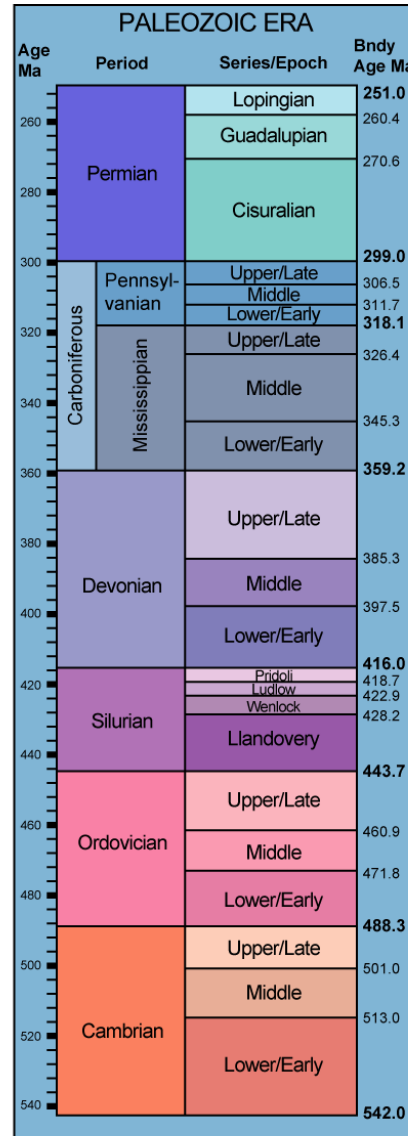 PALEOZOIC ERA
Age
Ma
Period
Series/Epoch
Bndy
Age Ma
251.0
Lopingian
260
260.4
Guadalupian
270.6
Permian
280
Cisuralian
299.0
300
Carboniferous
Pennsyl-
vanian
Upper/Late
306.5
Middle
311.7
Lower/Early
318.1
320
Mississippian
Upper/Late
326.4
Middle
340
345.3
Lower/Early
359.2
360
Upper/Late
380
385.3
Devonian
Middle
397.5
400
Lower/Early
416.0
Pridoli
418.7
420
Ludlow
422.9
Wenlock
428.2
Silurian
Llandovery
440
443.7
Upper/Late
460
460.9
Ordovician
Middle
471.8
480
Lower/Early
488.3
Upper/Late
500
501.0
Middle
513.0
520
Cambrian
Lower/Early
540
542.0